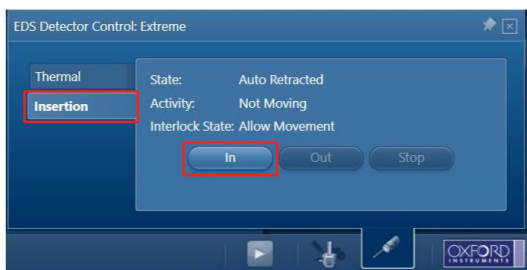 EDS Detector Control: Extreme
Thermal
Insertion
State: Auto Retracted
Activity: Not Moving
Interlock State: Allow Movement
In Out Stop
OXFORD
INSTRUMENTS